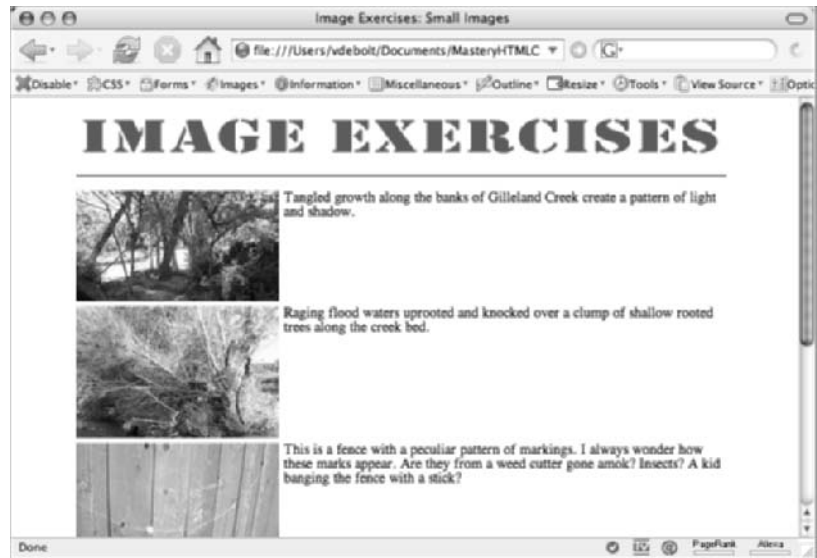 Image Exercises: Small Images
file:///Users/vdebolt/Documents/MasteryHTMLC
G
Disable CSS Forms Images Information Miscellaneous Outline Resize Tools View Source Optic
IMAGE EXERCISES
Tangled growth along the banks of Gilleland Creek create a pattern of light
and shadow.
Raging flood waters uprooted and knocked over a clump of shallow rooted
trees along the creek bed.
This is a fence with a peculiar pattern of markings. I always wonder how
these marks appear. Are they from a weed cutter gone amok? Insects? A kid
banging the fence with a stick?
Done PageRank Alexa